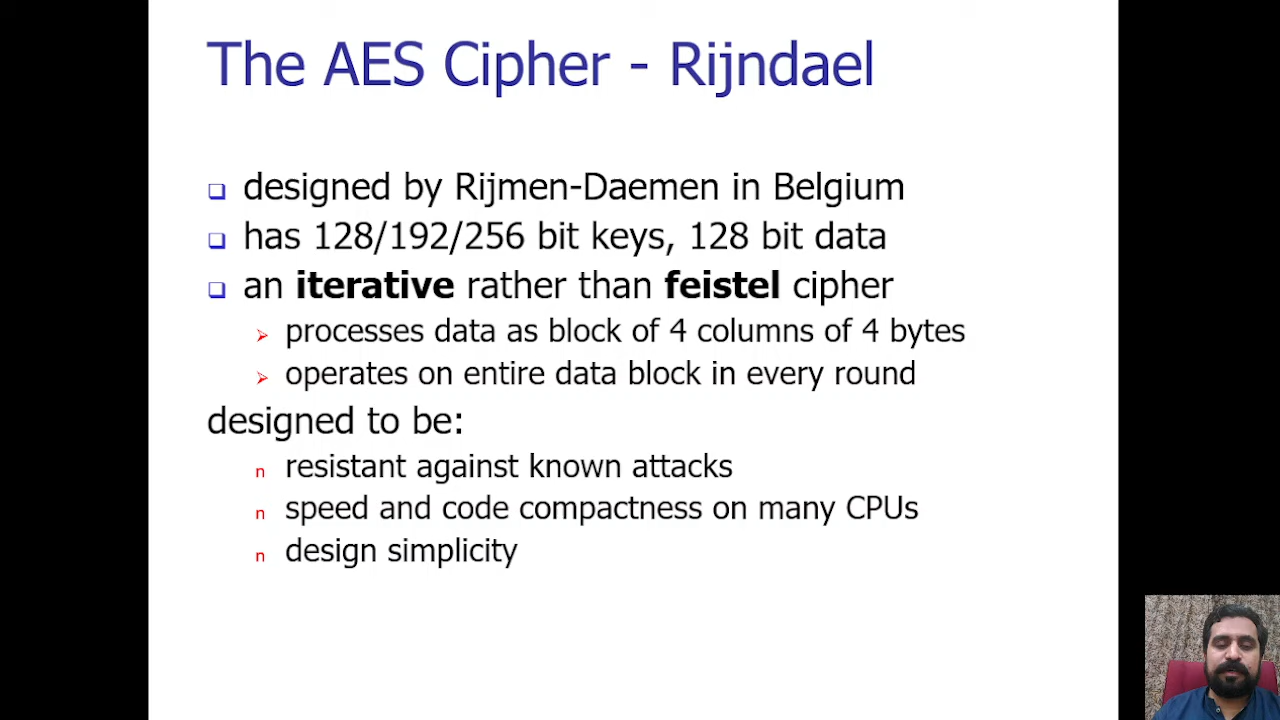 The AES Cipher - Rijndael
designed by Rijmen-Daemen in Belgium
has 128/192/256 bit keys, 128 bit data
an iterative rather than feistel cipher
processes data as block of 4 columns of 4 bytes
operates on entire data block in every round
designed to be:
n resistant against known attacks
n speed and code compactness on many CPUs
n design simplicity